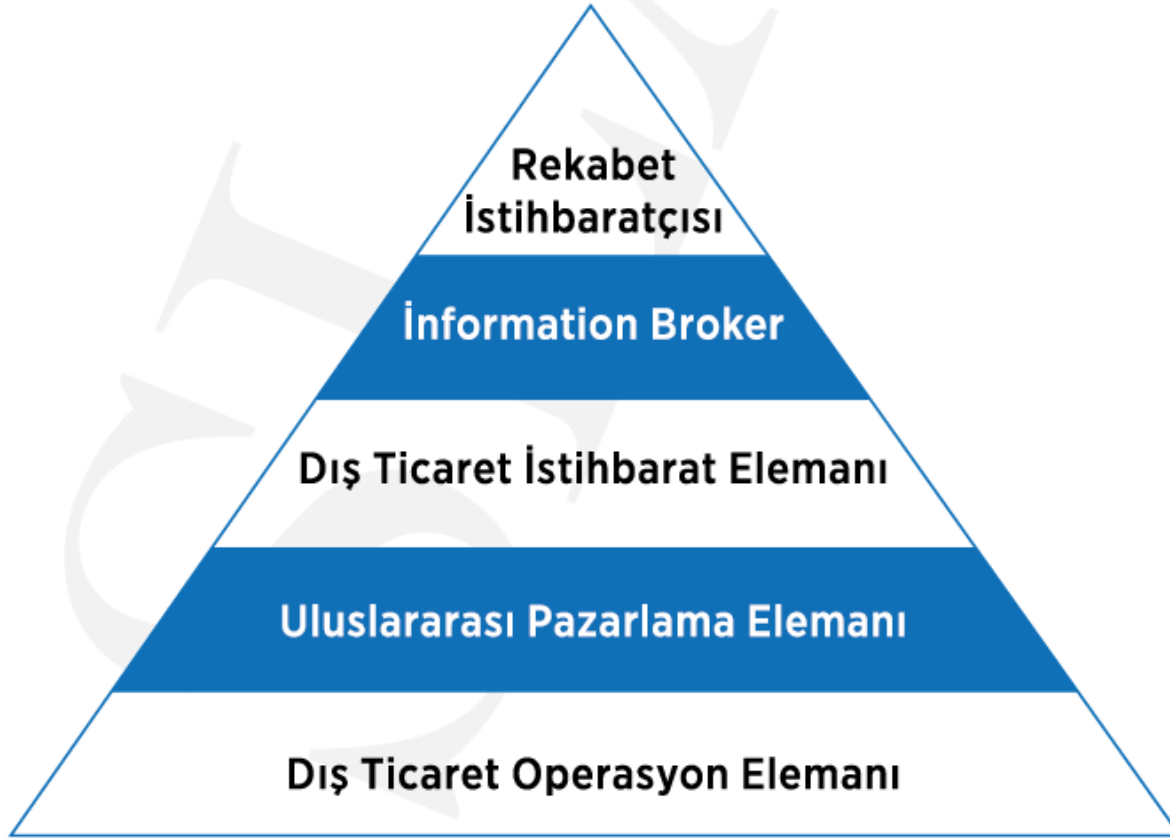 Rekabet
İstihbaratçısı
İnformation Broker
Dış Ticaret İstihbarat Elemanı
Uluslararası Pazarlama Elemanı
Dış Ticaret Operasyon Elemanı